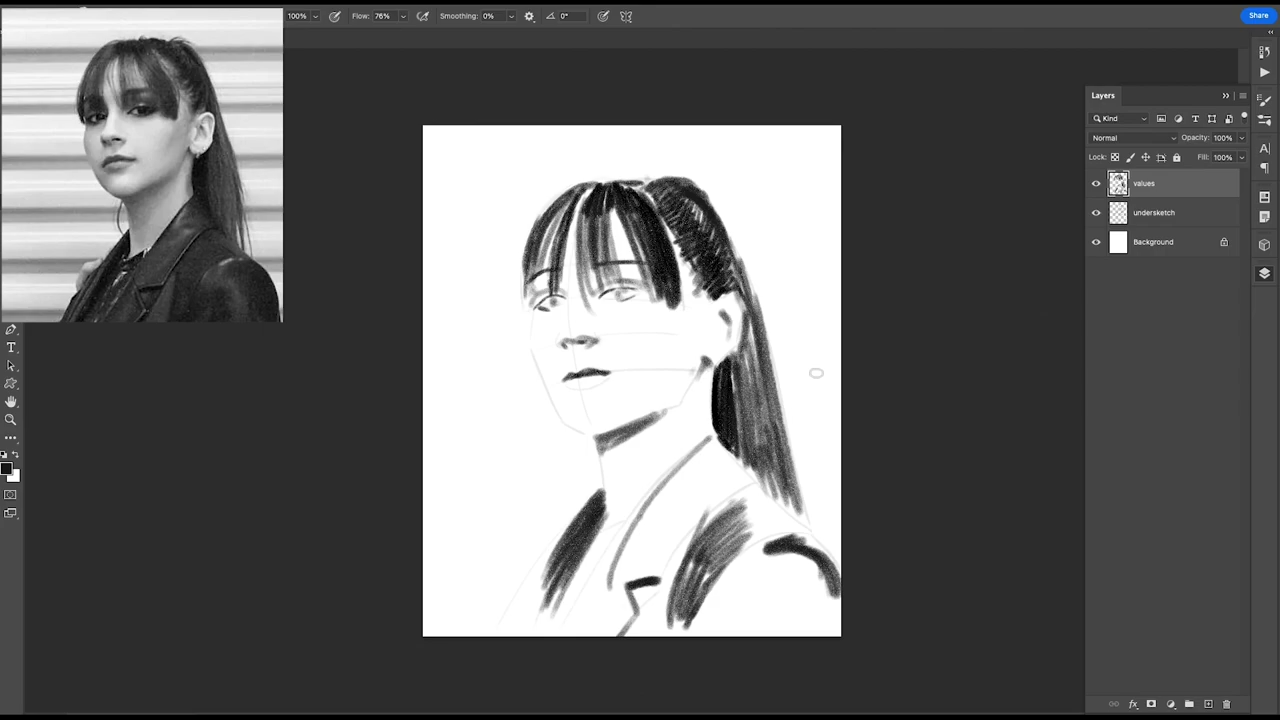 100% Flow: 76% Smoothing: 0% 0° Share
Layers
Kind
Normal Opacity: 100%
Lock: Fill: 100%
values
undersketch
Background